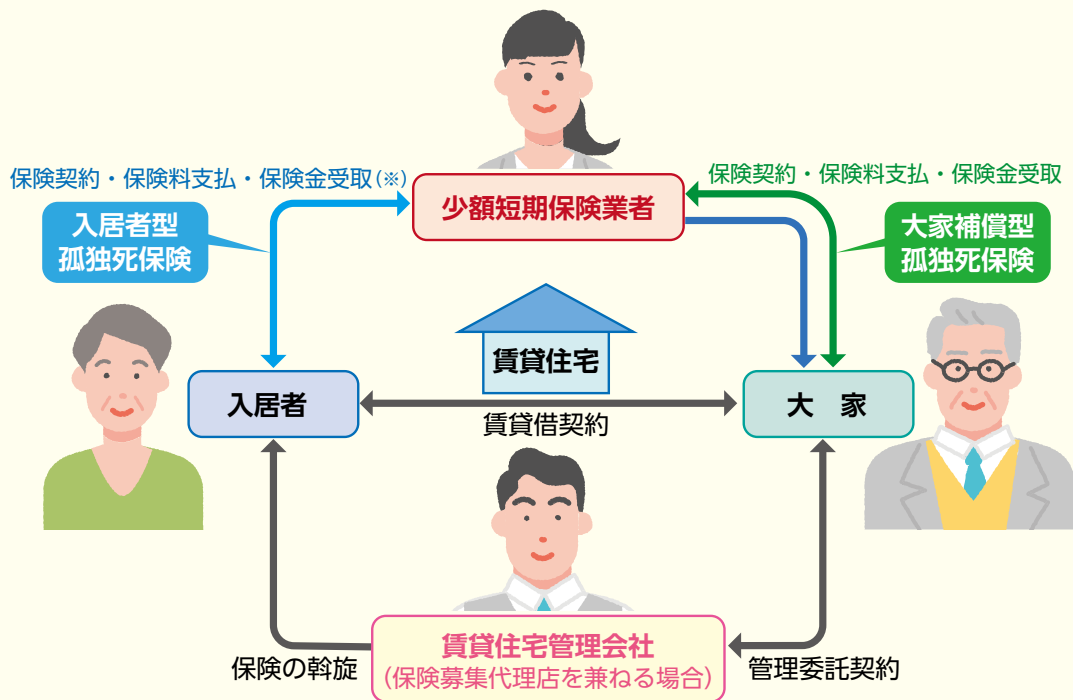 保険契約・保険料支払・保険金受取(※)
保険契約・保険料支払・保険金受取
少額短期保険業者
入居者型
孤独死保険
大家補償型
孤独死保険
賃貸住宅
入居者
大　家
賃貸借契約
賃貸住宅管理会社
(保険募集代理店を兼ねる場合)
保険の斡旋
管理委託契約